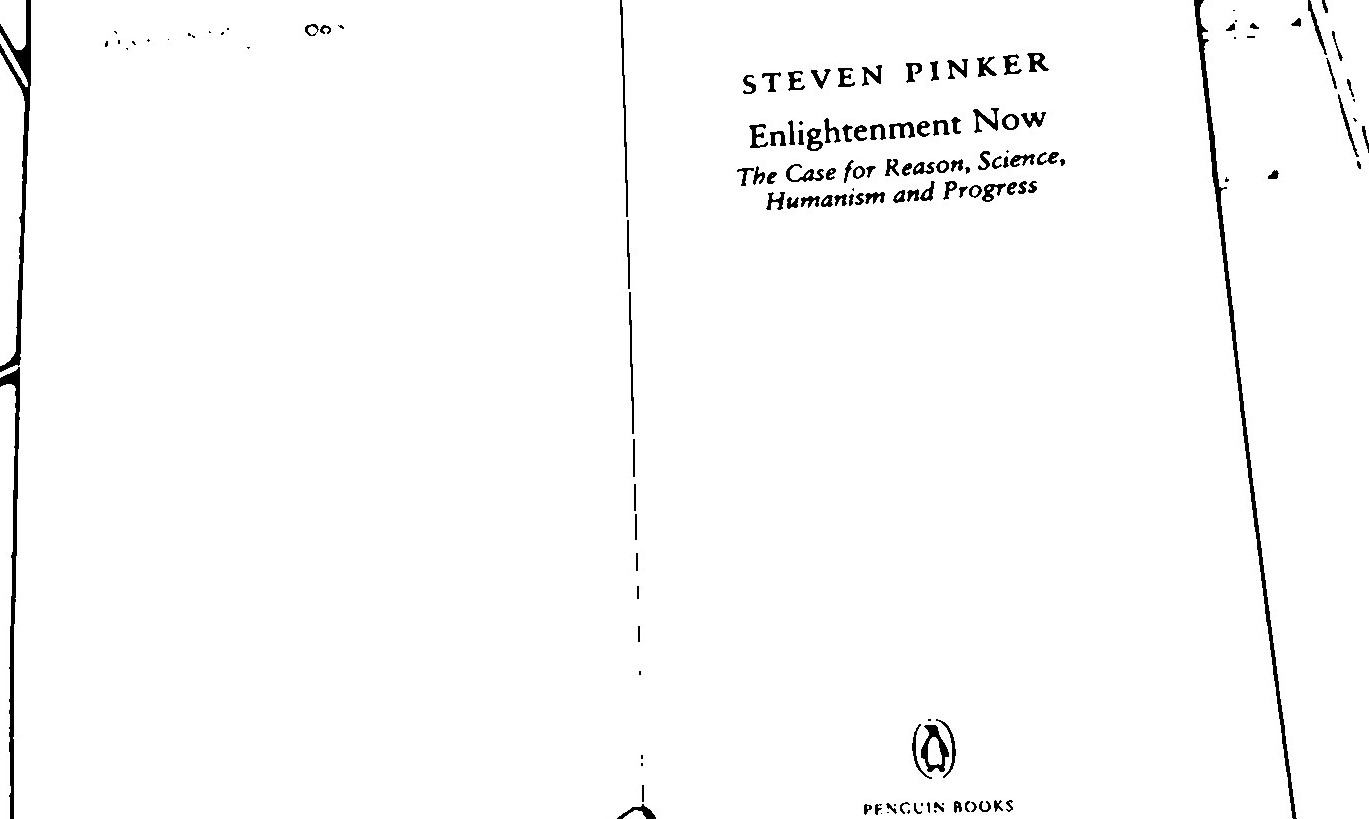 STEVEN PINKER
Enlightenment Now
The Case for Reason, Science,
Humanism and Progress
PENGUIN BOOKS